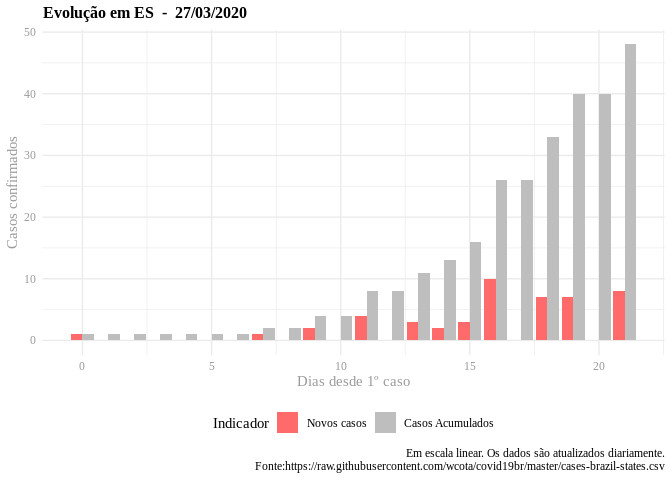 Evolução em ES  -  27/03/2020
50
40
30
20
10
0
Casos confirmados
0 5 10 15 20
Dias desde 1º caso
Indicador Novos casos Casos Acumulados
Em escala linear. Os dados são atualizados diariamente.
Fonte:https://raw.githubusercontent.com/wcota/covid19br/master/cases-brazil-states.csv